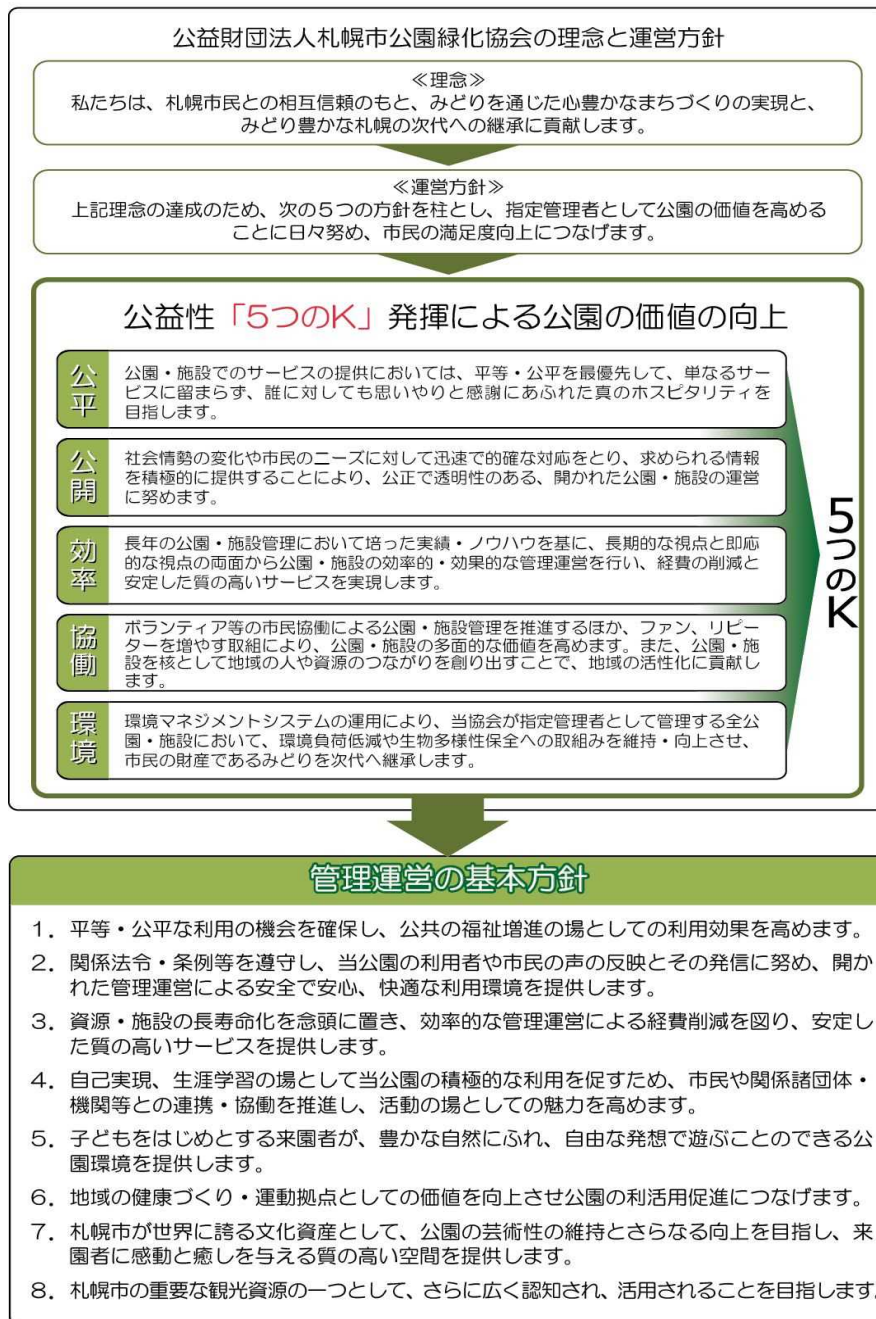 公益財団法人札幌市公園緑化協会の理念と運営方針
≪理念≫
私たちは、札幌市民との相互信頼のもと、みどりを通じた心豊かなまちづくりの実現と、
みどり豊かな札幌の次代への継承に貢献します。
≪運営方針≫
上記理念の達成のため、次の５つの方針を柱とし、指定管理者として公園の価値を高める
ことに日々努め、市民の満足度向上につなげます。
公益性「5つのK」発揮による公園の価値の向上
公平
公園・施設でのサービスの提供においては、平等・公平を最優先して、単なるサー
ビスに留まらず、誰に対しても思いやりと感謝にあふれた真のホスピタリティを
目指します。
公開
社会情勢の変化や市民のニーズに対して迅速で的確な対応をとり、求められる情報
を積極的に提供することにより、公正で透明性のある、開かれた公園・施設の運営
に努めます。
効率
長年の公園・施設管理において培った実績・ノウハウを基に、長期的な視点と即応
的な視点の両面から公園・施設の効率的・効果的な管理運営を行い、経費の削減と
安定した質の高いサービスを実現します。
協働
ボランティア等の市民協働による公園・施設管理を推進するほか、ファン、リピー
ターを増やす取組により、公園・施設の多面的な価値を高めます。また、公園・施
設を核として地域の人や資源のつながりを創り出すことで、地域の活性化に貢献し
ます。
環境
環境マネジメントシステムの運用により、当協会が指定管理者として管理する全公
園・施設において、環境負荷低減や生物多様性保全への取組みを維持・向上させ、
市民の財産であるみどりを次代へ継承します。
5つのK
管理運営の基本方針
１．平等・公平な利用の機会を確保し、公共の福祉増進の場としての利用効果を高めます。
２．関係法令・条例等を遵守し、当公園の利用者や市民の声の反映とその発信に努め、開か
れた管理運営による安全で安心、快適な利用環境を提供します。
３．資源・施設の長寿命化を念頭に置き、効率的な管理運営による経費削減を図り、安定し
た質の高いサービスを提供します。
４．自己実現、生涯学習の場として当公園の積極的な利用を促すため、市民や関係諸団体・
機関等との連携・協働を推進し、活動の場としての魅力を高めます。
５．子どもをはじめとする来園者が、豊かな自然にふれ、自由な発想で遊ぶことのできる公
園環境を提供します。
６．地域の健康づくり・運動拠点としての価値を向上させ公園の利活用促進につなげます。
７．札幌市が世界に誇る文化資産として、公園の芸術性の維持とさらなる向上を目指し、来
園者に感動と癒しを与える質の高い空間を提供します。
８．札幌市の重要な観光資源の一つとして、さらに広く認知され、活用されることを目指します。